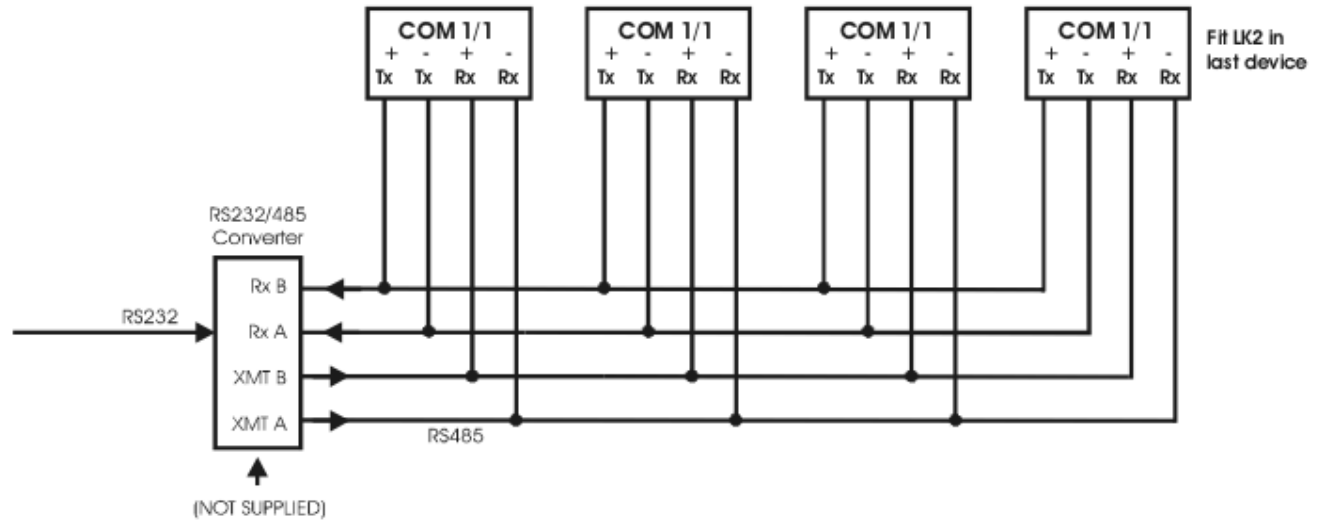 COM 1/1
+ - + -
Tx Tx Rx Rx
COM 1/1
+ - + -
Tx Tx Rx Rx
COM 1/1
+ - + -
Tx Tx Rx Rx
COM 1/1
+ - + -
Tx Tx Rx Rx
Fit LK2 in
last device
RS232/485
Converter
Rx B
RS232
Rx A
XMT B
XMT A
RS485
(NOT SUPPLIED)